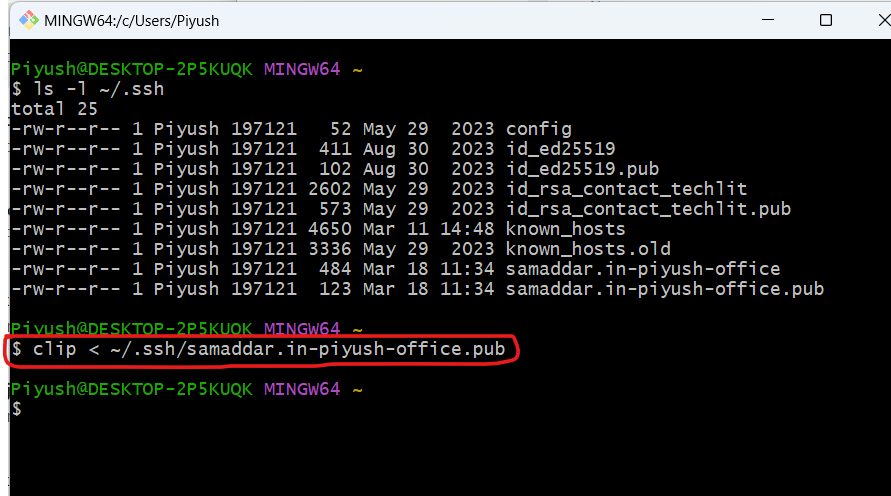 MINGW64:/c/Users/Piyush
Piyush@DESKTOP-2P5KUQK MINGW64 ~
$ ls -l ~/.ssh
total 25
-rw-r--r-- 1 Piyush 197121   52 May 29  2023 config
-rw-r--r-- 1 Piyush 197121  411 Aug 30  2023 id_ed25519
-rw-r--r-- 1 Piyush 197121  102 Aug 30  2023 id_ed25519.pub
-rw-r--r-- 1 Piyush 197121 2602 May 29  2023 id_rsa_contact_techlit
-rw-r--r-- 1 Piyush 197121  573 May 29  2023 id_rsa_contact_techlit.pub
-rw-r--r-- 1 Piyush 197121 4650 Mar 11 14:48 known_hosts
-rw-r--r-- 1 Piyush 197121 3336 May 29  2023 known_hosts.old
-rw-r--r-- 1 Piyush 197121  484 Mar 18 11:34 samaddar.in-piyush-office
-rw-r--r-- 1 Piyush 197121  123 Mar 18 11:34 samaddar.in-piyush-office.pub
Piyush@DESKTOP-2P5KUQK MINGW64 ~
$ clip < ~/.ssh/samaddar.in-piyush-office.pub
Piyush@DESKTOP-2P5KUQK MINGW64 ~
$